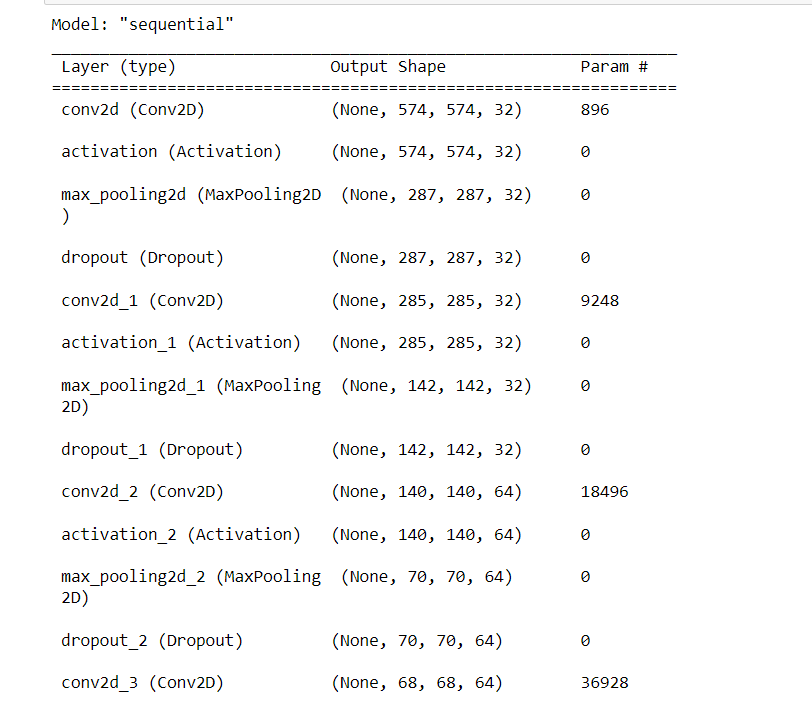 Model: "sequential"
_________________________________________________________________
Layer (type) Output Shape Param #
=================================================================
conv2d (Conv2D) (None, 574, 574, 32) 896
activation (Activation) (None, 574, 574, 32) 0
max_pooling2d (MaxPooling2D (None, 287, 287, 32) 0
)
dropout (Dropout) (None, 287, 287, 32) 0
conv2d_1 (Conv2D) (None, 285, 285, 32) 9248
activation_1 (Activation) (None, 285, 285, 32) 0
max_pooling2d_1 (MaxPooling (None, 142, 142, 32) 0
2D)
dropout_1 (Dropout) (None, 142, 142, 32) 0
conv2d_2 (Conv2D) (None, 140, 140, 64) 18496
activation_2 (Activation) (None, 140, 140, 64) 0
max_pooling2d_2 (MaxPooling (None, 70, 70, 64) 0
2D)
dropout_2 (Dropout) (None, 70, 70, 64) 0
conv2d_3 (Conv2D) (None, 68, 68, 64) 36928